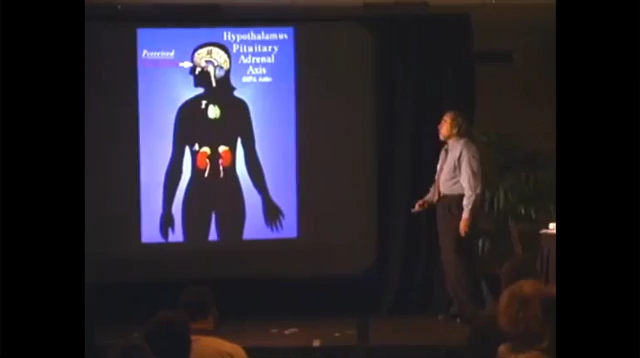 Hypothalamus
Pituitary
Adrenal
Axis
Perceived